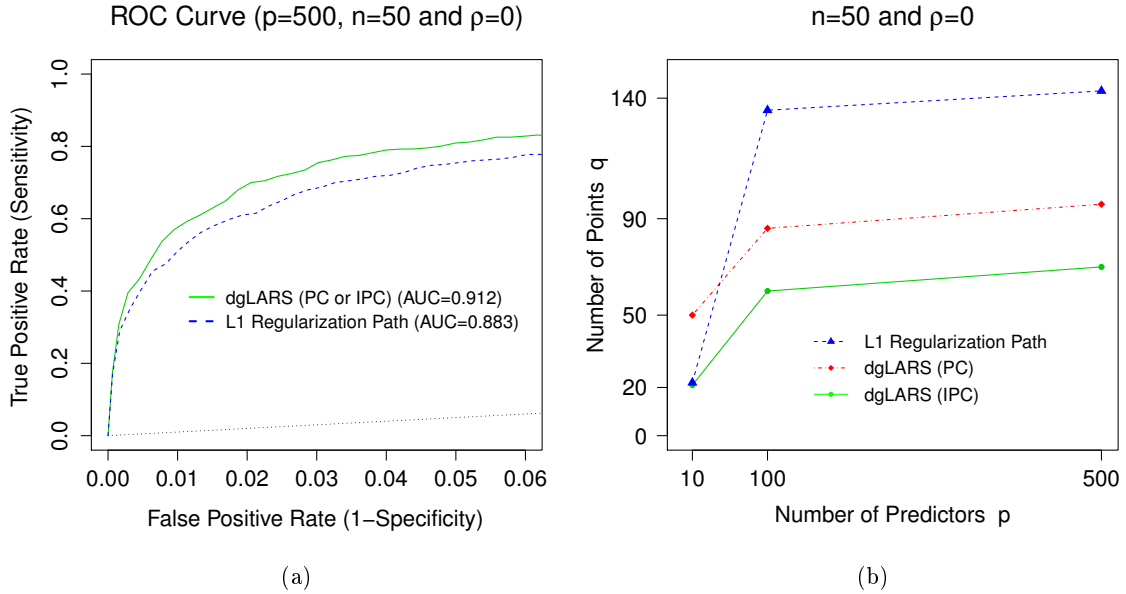 ROC Curve (p=500, n=50 and ρ=0)
True Positive Rate (Sensitivity)
1.0
0.8
0.6
0.4
0.2
0.0
dgLARS (PC or IPC) (AUC=0.912)
L1 Regularization Path (AUC=0.883)
0.00 0.01 0.02 0.03 0.04 0.05 0.06
False Positive Rate (1−Specificity)
(a)
n=50 and ρ=0
Number of Points q
140
90
50
20
0
L1 Regularization Path
dgLARS (PC)
dgLARS (IPC)
10 100 500
Number of Predictors p
(b)